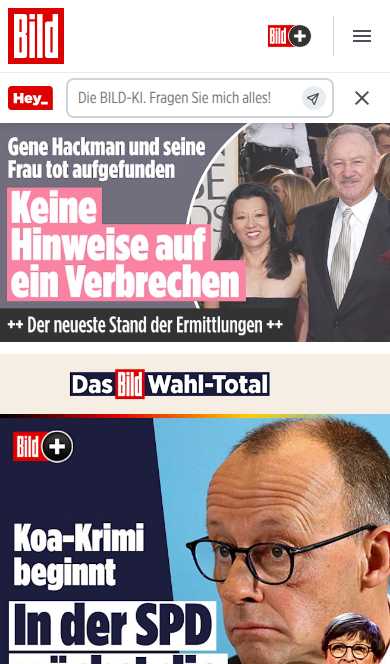 Bild
Bild+
Hey_
Die BILD-KI. Fragen Sie mich alles!
Gene Hackman und seine
Frau tot aufgefunden
Keine
Hinweise auf
ein Verbrechen
++ Der neueste Stand der Ermittlungen ++
Das Bild Wahl-Total
Bild+
Koa-Krimi
beginnt
In der SPD